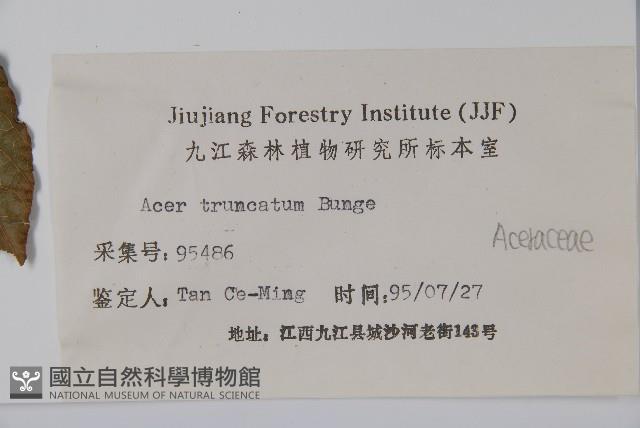 Jiujiang Forestry Institute (JJF)
九江森林植物研究所标本室
Acer truncatum Bunge
Aceraceae
采集号: 95486
鉴定人: Tan Ce-Ming 时间: 95/07/27
地址: 江西九江县城沙河老街143号
國立自然科學博物館
NATIONAL MUSEUM OF NATURAL SCIENCE